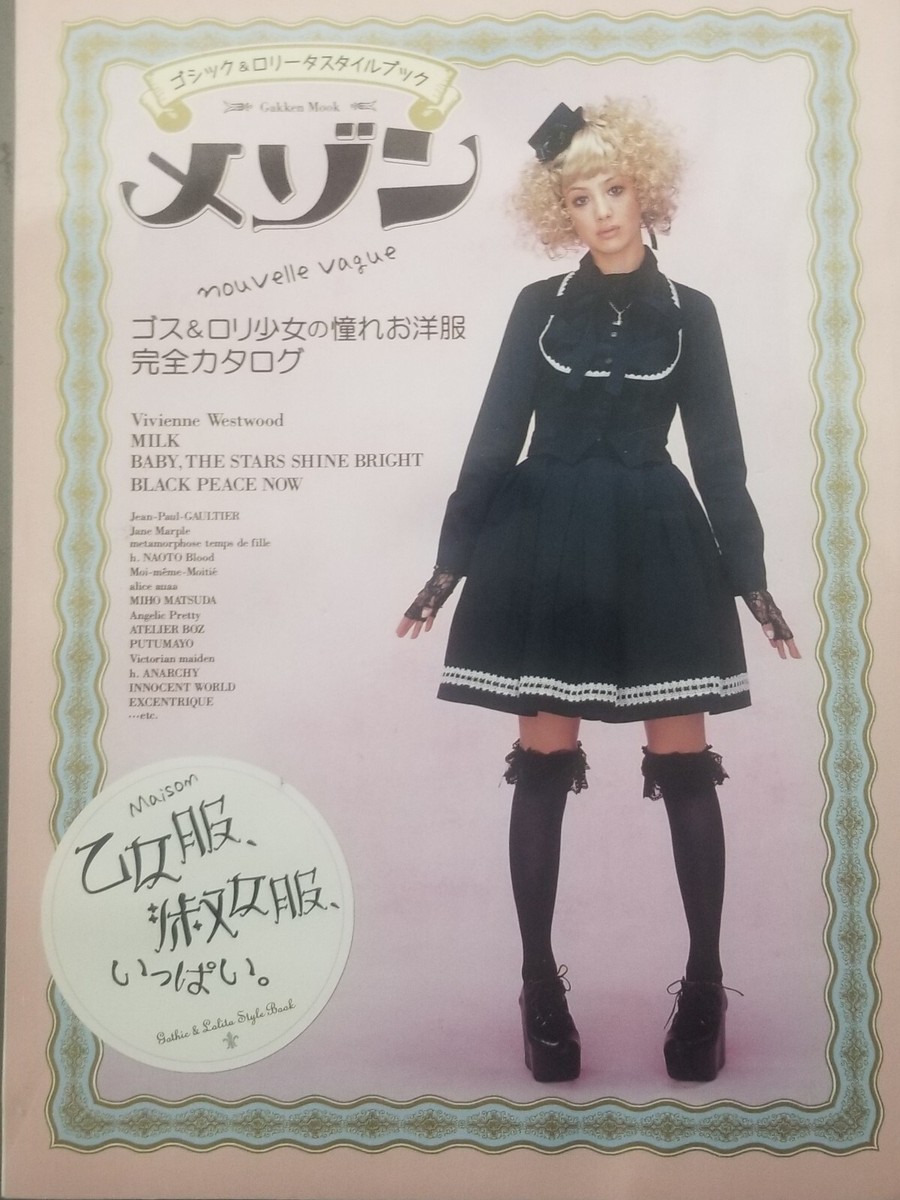 ゴシック&ロリータスタイルブック
Gakken Mook
メゾン
nouvelle vague
ゴス&ロリ少女の憧れお洋服
完全カタログ
Vivienne Westwood
MILK
BABY, THE STARS SHINE BRIGHT
BLACK PEACE NOW
Jean-Paul-GAULTIER
Jane Marple
metamorphose temps de fille
h. NAOTO Blood
Moi-même-Moitié
alice auaa
MIHO MATSUDA
Angelic Pretty
ATELIER BOZ
PUTUMAYO
Victorian maiden
h. ANARCHY
INNOCENT WORLD
EXCENTRIQUE
…etc.
Maison
乙女服、
淑女服、
いっぱい。
Gothic & Lolita Style Book